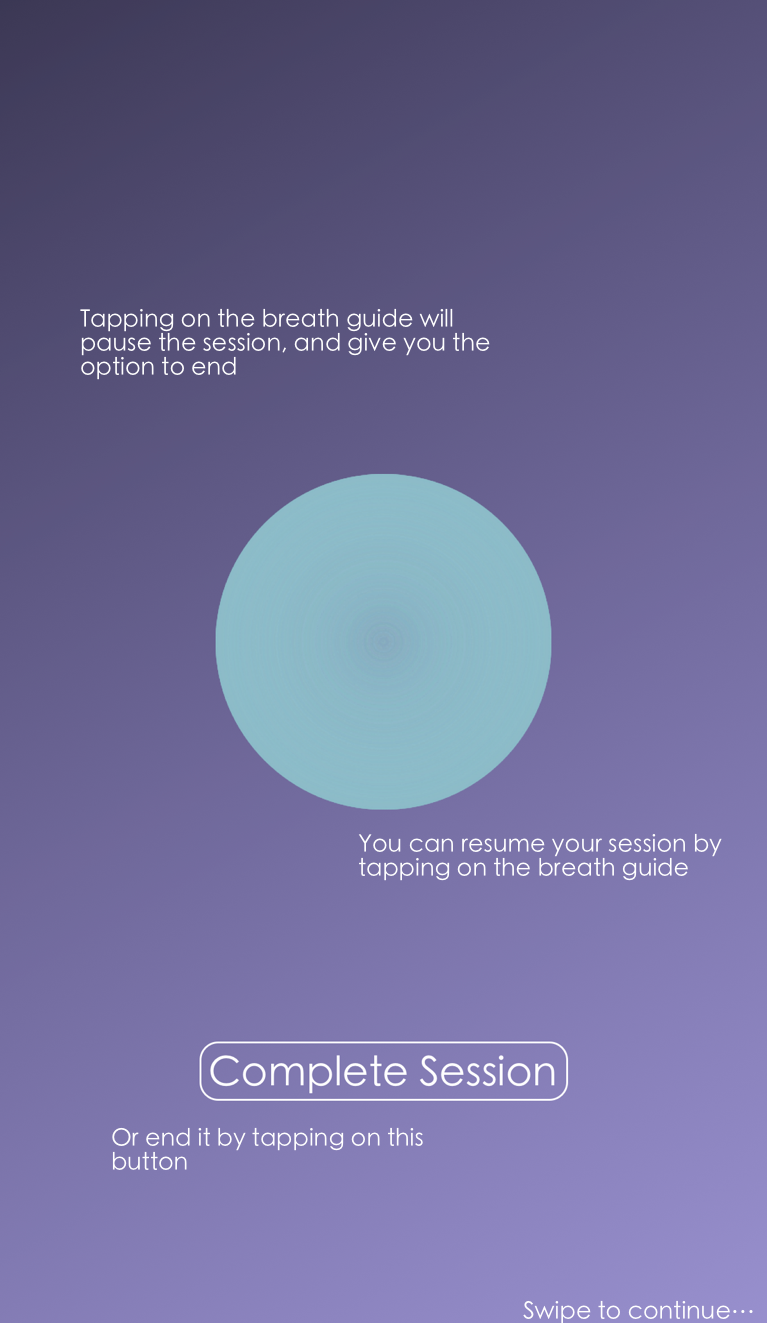 Tapping on the breath guide will
pause the session, and give you the
option to end
You can resume your session by
tapping on the breath guide
Complete Session
Or end it by tapping on this
button
Swipe to continue···